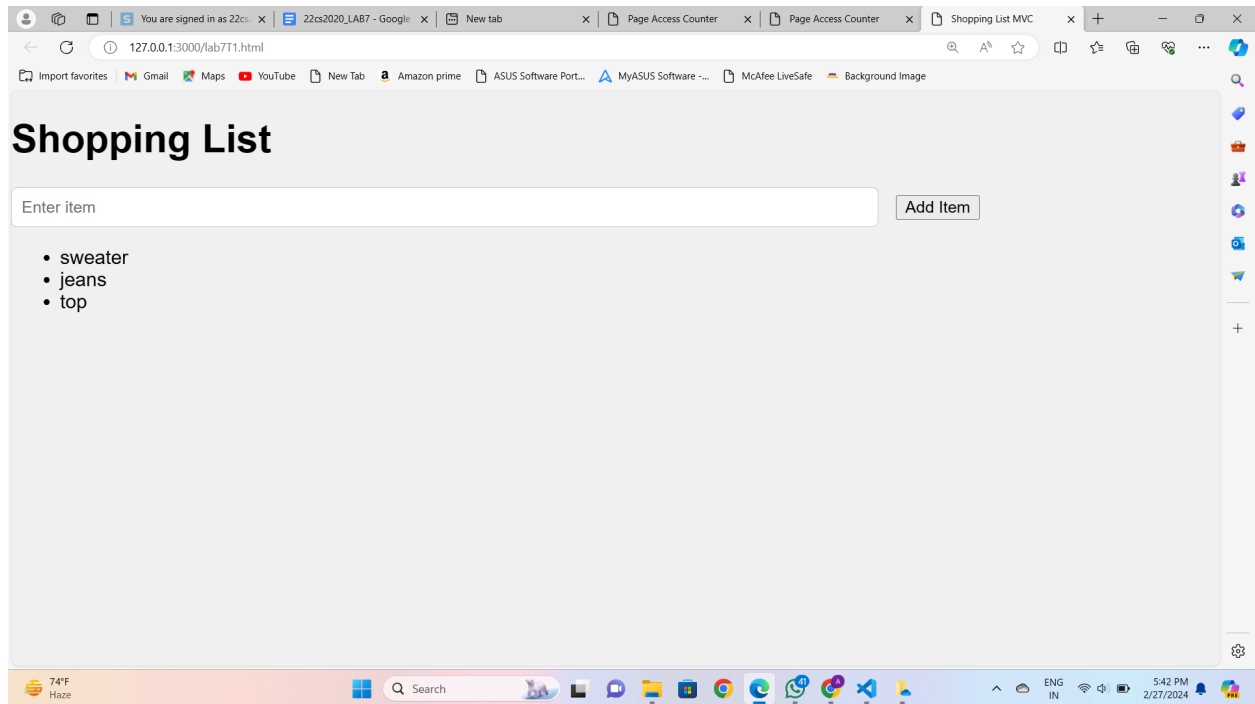 You are signed in as 22cs.
22cs2020_LAB7 - Google
New tab
Page Access Counter
Page Access Counter
Shopping List MVC
127.0.0.1:3000/lab7T1.html
Import favorites
Gmail
Maps
YouTube
New Tab
Amazon prime
ASUS Software Port...
MyASUS Software -...
McAfee LiveSafe
Background Image
Shopping List
Enter item
Add Item
• sweater
• jeans
• top
74°F
Haze
Search
ENG
IN
5:42 PM
2/27/2024